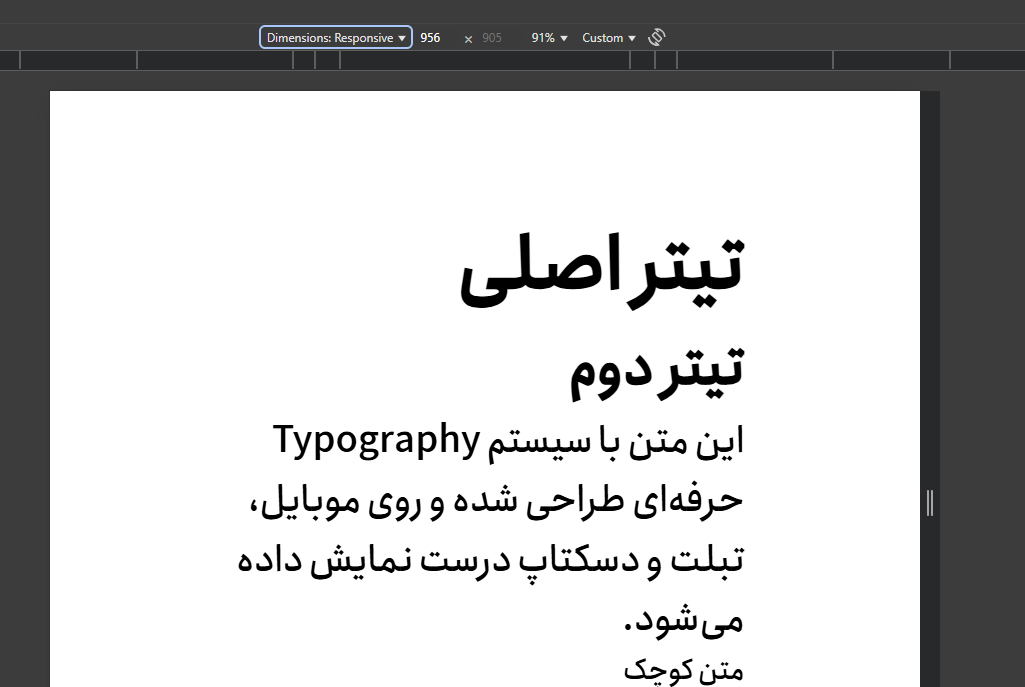 Dimensions: Responsive ▼ 956 × 905 91% ▼ Custom ▼
تیتر اصلی
تیتر دوم
این متن با سیستم Typography
حرفه‌ای طراحی شده و روی موبایل،
تبلت و دسکتاپ درست نمایش داده
می‌شود.
متن کوچک